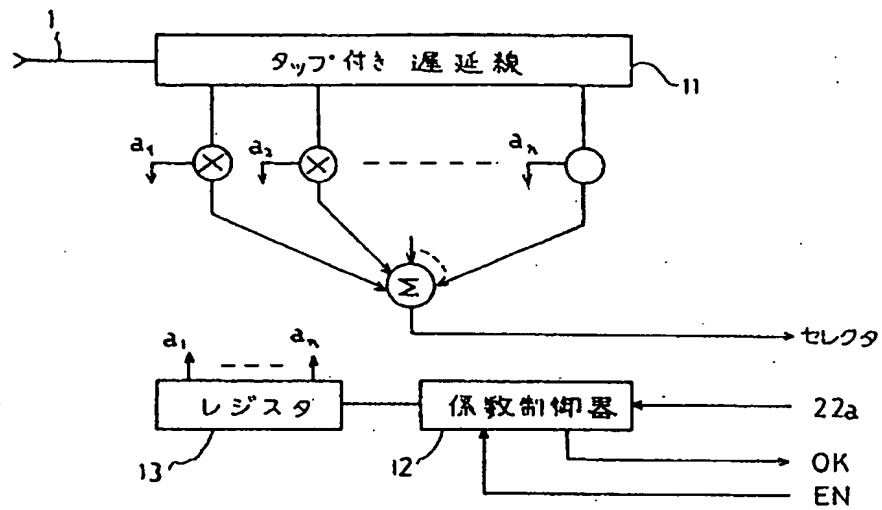 1
タップ付き 遅延線
11
a₁
a₂
aₙ
Σ
セレクタ
a₁
aₙ
レジスタ
係数制御器
22a
13
12
OK
EN